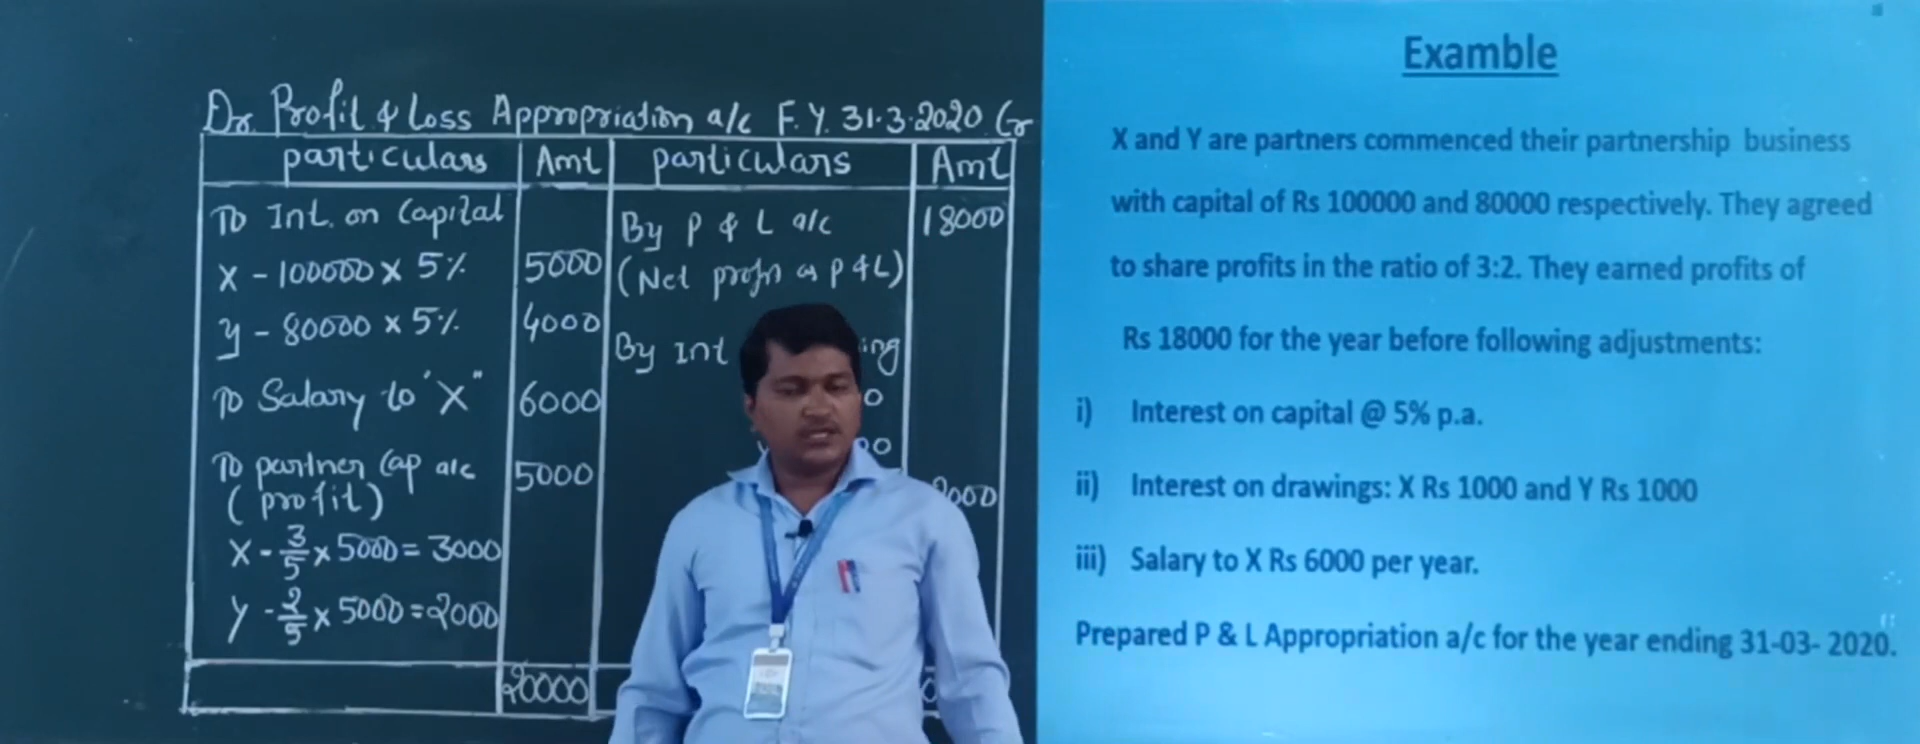 Dr. Profit & Loss Appropriation a/c F.Y. 31.3.2020 Cr
particulars Amt particulars Amt
To Int. on Capital
X - 100000 x 5% 5000
y - 80000 x 5% 4000
To Salary to "X" 6000
To partner Cap a/c 5000
(profit)
X - 3/5 x 5000 = 3000
Y - 2/5 x 5000 = 2000
20000
By P & L a/c 18000
(Net profit as P & L)
By Int
Examble
X and Y are partners commenced their partnership business
with capital of Rs 100000 and 80000 respectively. They agreed
to share profits in the ratio of 3:2. They earned profits of
Rs 18000 for the year before following adjustments:
i) Interest on capital @ 5% p.a.
ii) Interest on drawings: X Rs 1000 and Y Rs 1000
iii) Salary to X Rs 6000 per year.
Prepared P & L Appropriation a/c for the year ending 31-03- 2020.